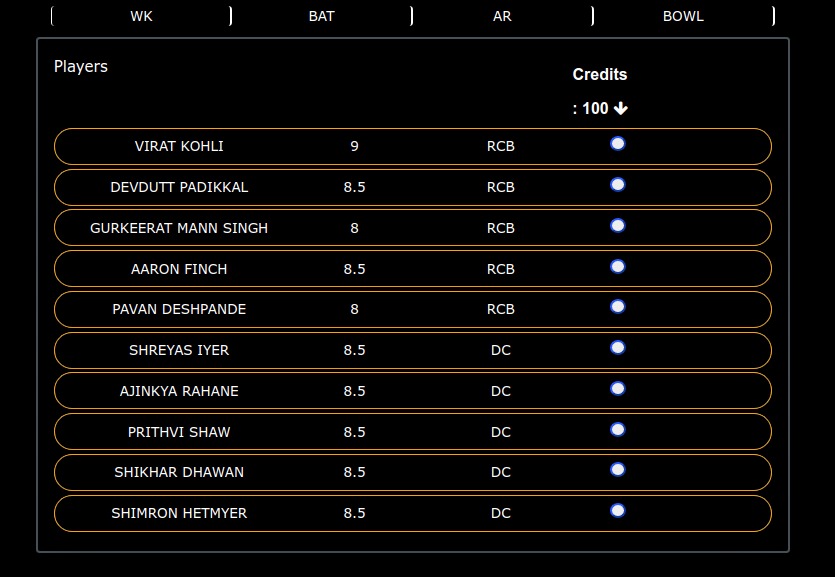 WK BAT AR BOWL
Players
Credits
: 100
VIRAT KOHLI 9 RCB
DEVDUTT PADIKKAL 8.5 RCB
GURKEERAT MANN SINGH 8 RCB
AARON FINCH 8.5 RCB
PAVAN DESHPANDE 8 RCB
SHREYAS IYER 8.5 DC
AJINKYA RAHANE 8.5 DC
PRITHVI SHAW 8.5 DC
SHIKHAR DHAWAN 8.5 DC
SHIMRON HETMYER 8.5 DC